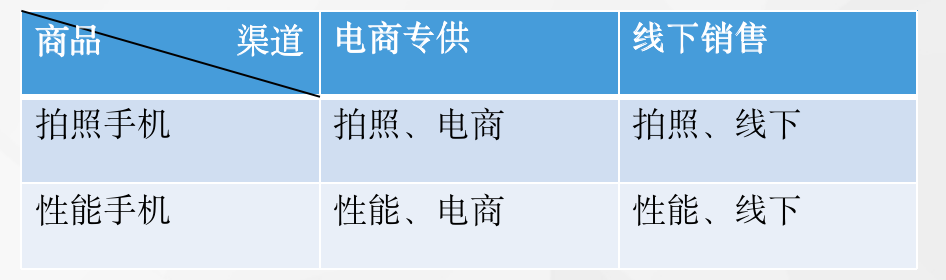 商品 渠道 电商专供 线下销售
拍照手机 拍照、电商 拍照、线下
性能手机 性能、电商 性能、线下